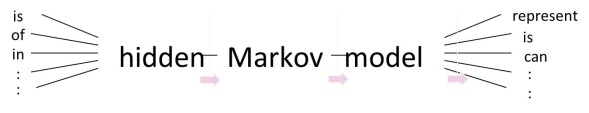 is
of
in
:
:
hidden Markov model
represent
is
can
:
: